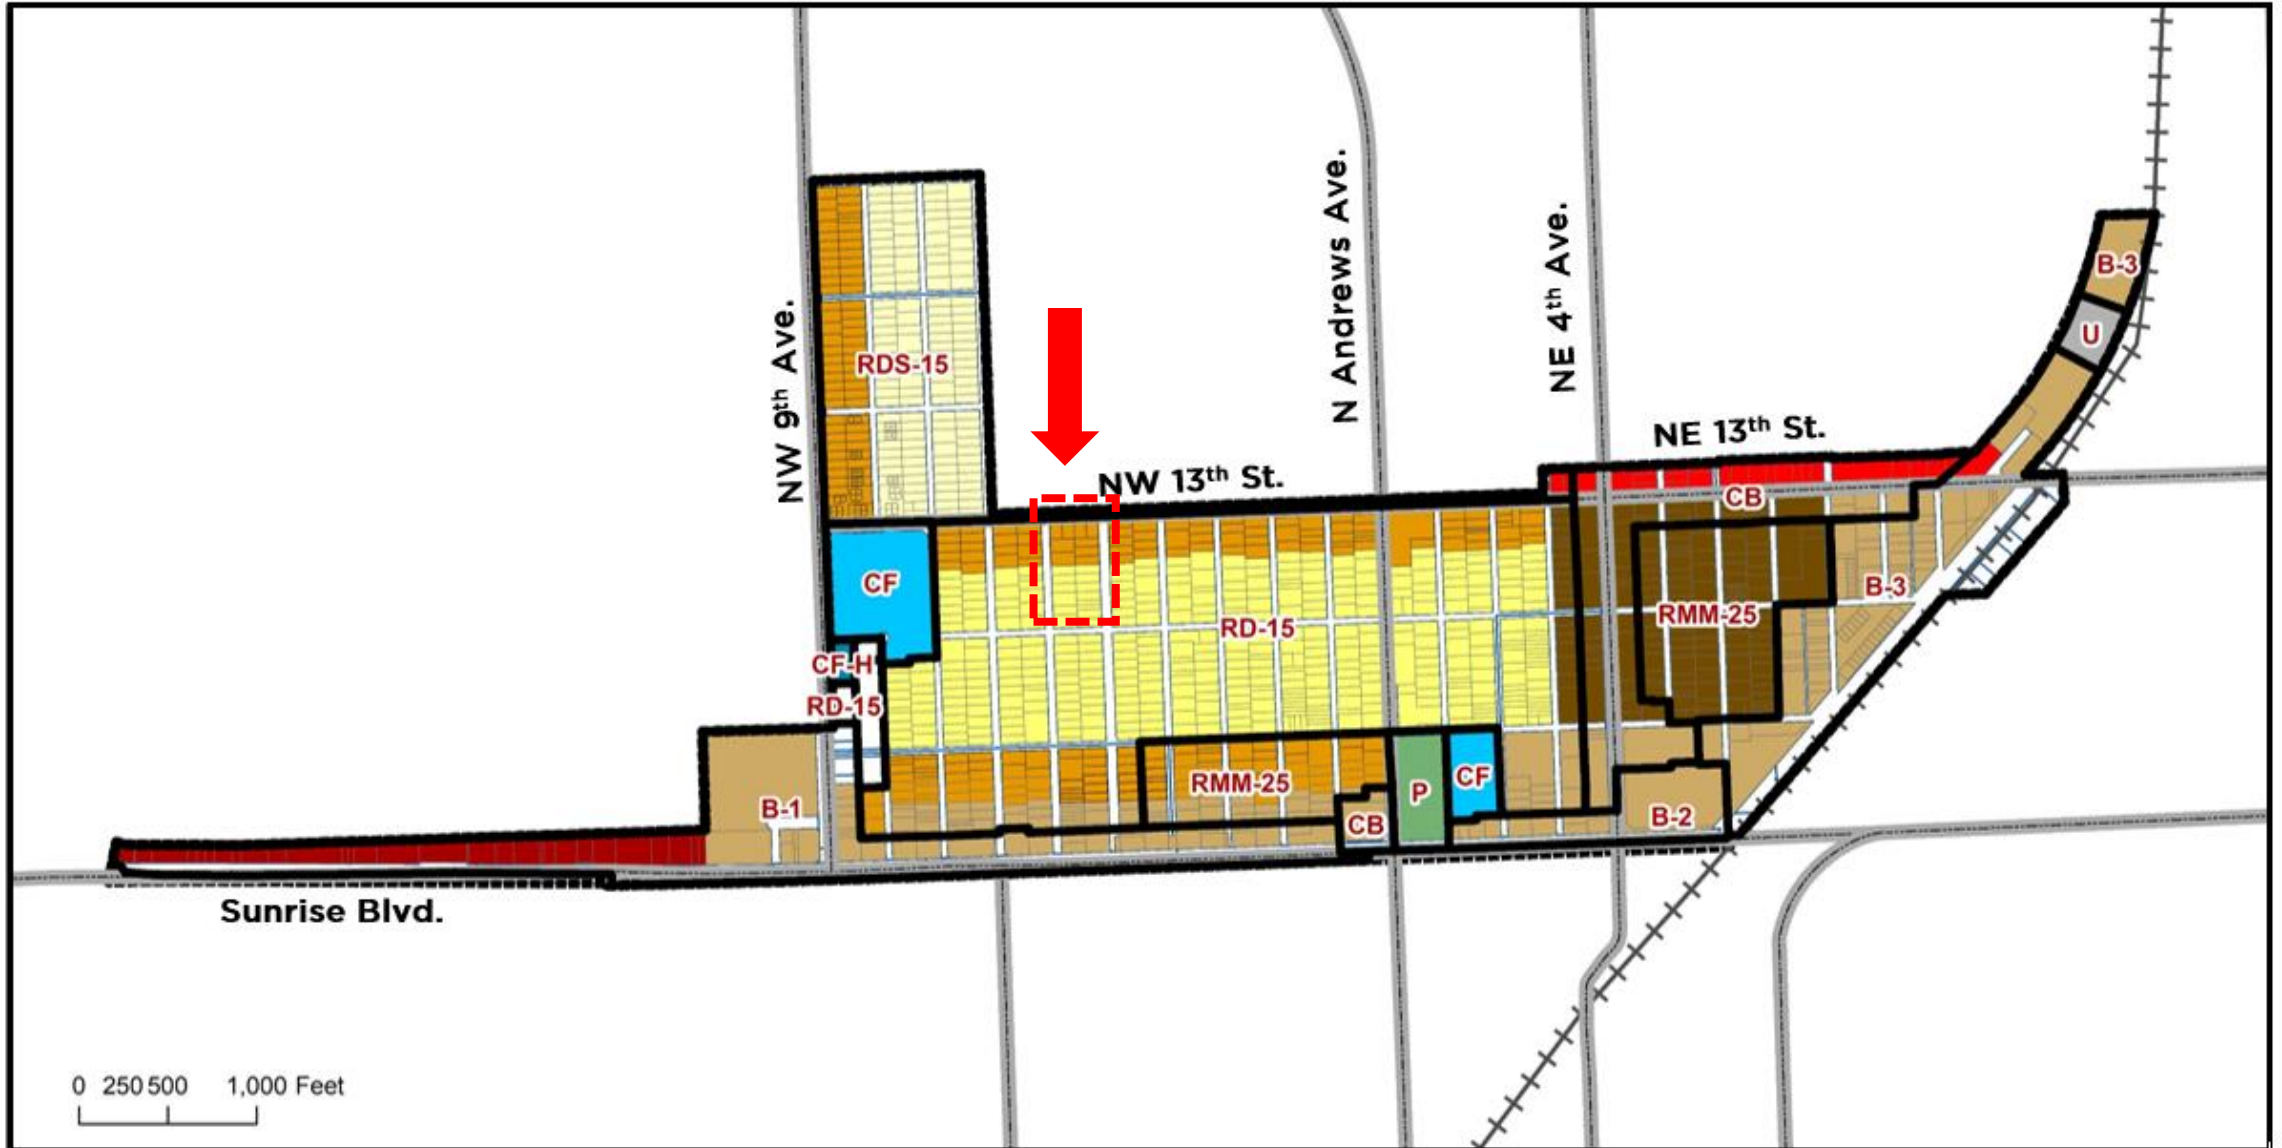 N Andrews Ave.
NE 4th Ave.
B-3
U
NW 9th Ave.
RDS-15
NE 13th St.
NW 13th St.
CB
CF
B-3
RMM-25
RD-15
CF-H
RD-15
CF
RMM-25
P
B-1
CB
B-2
Sunrise Blvd.
0 250 500 1,000 Feet